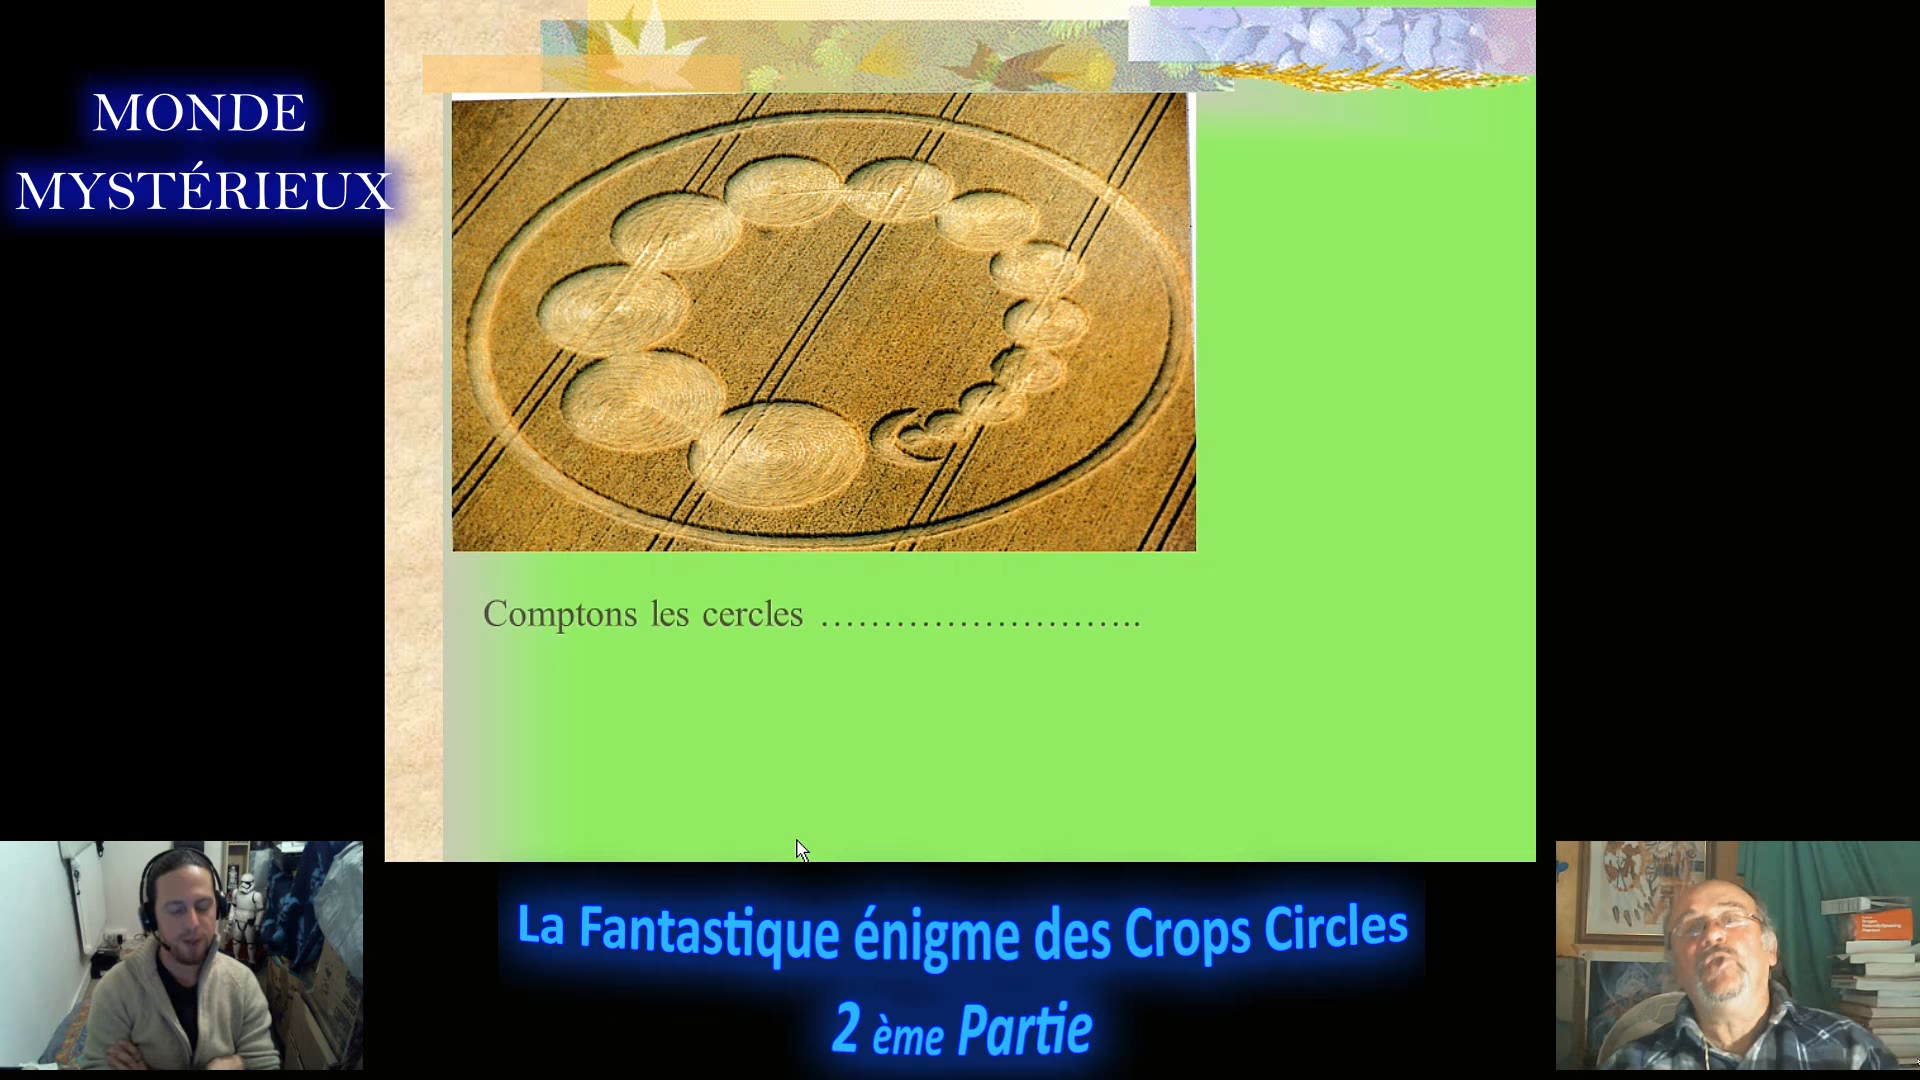 MONDE
MYSTÉRIEUX
Comptons les cercles ………………………..
La Fantastique énigme des Crops Circles
2 ème Partie